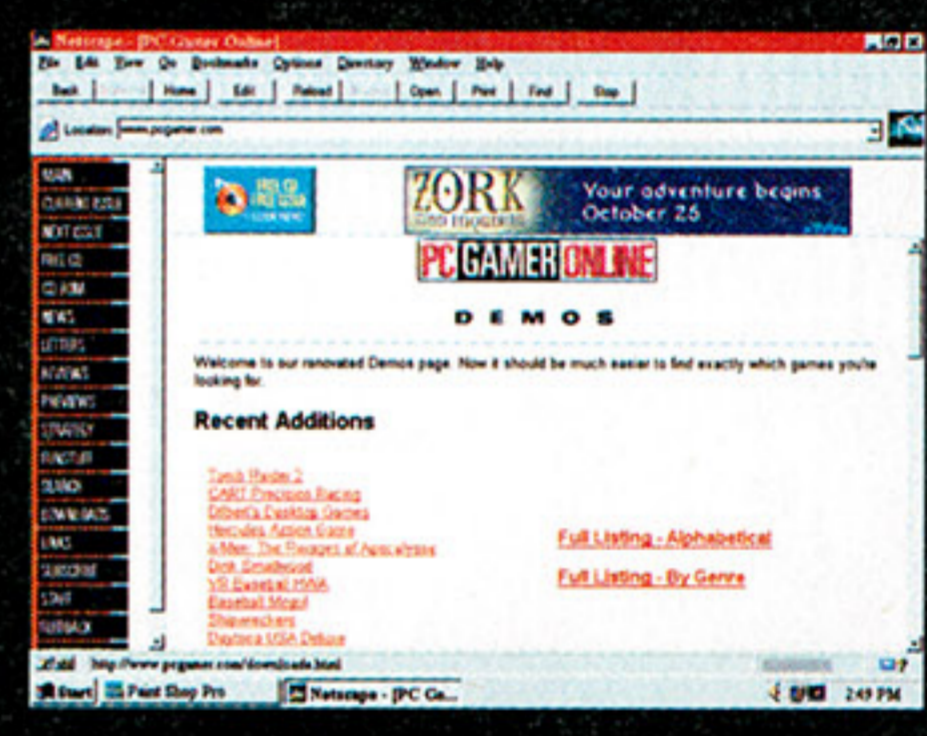 Netscape - [PC Gamer Online]
File Edit View Go Bookmarks Options Directory Window Help
Back Home Edit Reload Open Print Find Stop
Location: www.pcgamer.com
MAIN
CURRENT ISSUE
NEXT ISSUE
FREE CD
CD-ROM
NEWS
LETTERS
REVIEWS
PREVIEWS
STRATEGY
FUNSTUFF
SEARCH
DOWNLOADS
LINKS
SUBSCRIBE
STAFF
FEEDBACK
FREE CD
ZORK
Your adventure begins
October 26
PC GAMER ONLINE
DEMOS
Welcome to our renovated Demos page. Now it should be much easier to find exactly which games you're
looking for.
Recent Additions
Tomb Raider 2
CART Precision Racing
Dilbert's Desktop Games
Hercules Action Game
X-Men: The Ravages of Apocalypse
Dink Smallwood
VR Baseball
Baseball Mogul
Shipwreckers
Daytona USA Deluxe
Full Listing - Alphabetical
Full Listing - By Genre
http://www.pcgamer.com/downloads.html
Start Paint Shop Pro Netscape - [PC Ga... 2:49 PM